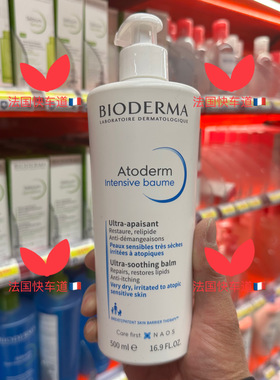 BIODERMA
LABORATOIRE DERMATOLOGIQUE
Atoderm
Intensive baume
Ultra-apaisant
Restaure, relipide
Anti-démangeaisons
Peaux sensibles très sèches
irritées à atopiques
Ultra-soothing balm
Repairs, restores lipids
Anti-itching
Very dry, irritated to atopic
sensitive skin
Care first
NAOS
500 ml ℮ 16.9 FL.OZ.
法国快车道
法国快车道
法国快车道
法国快车道